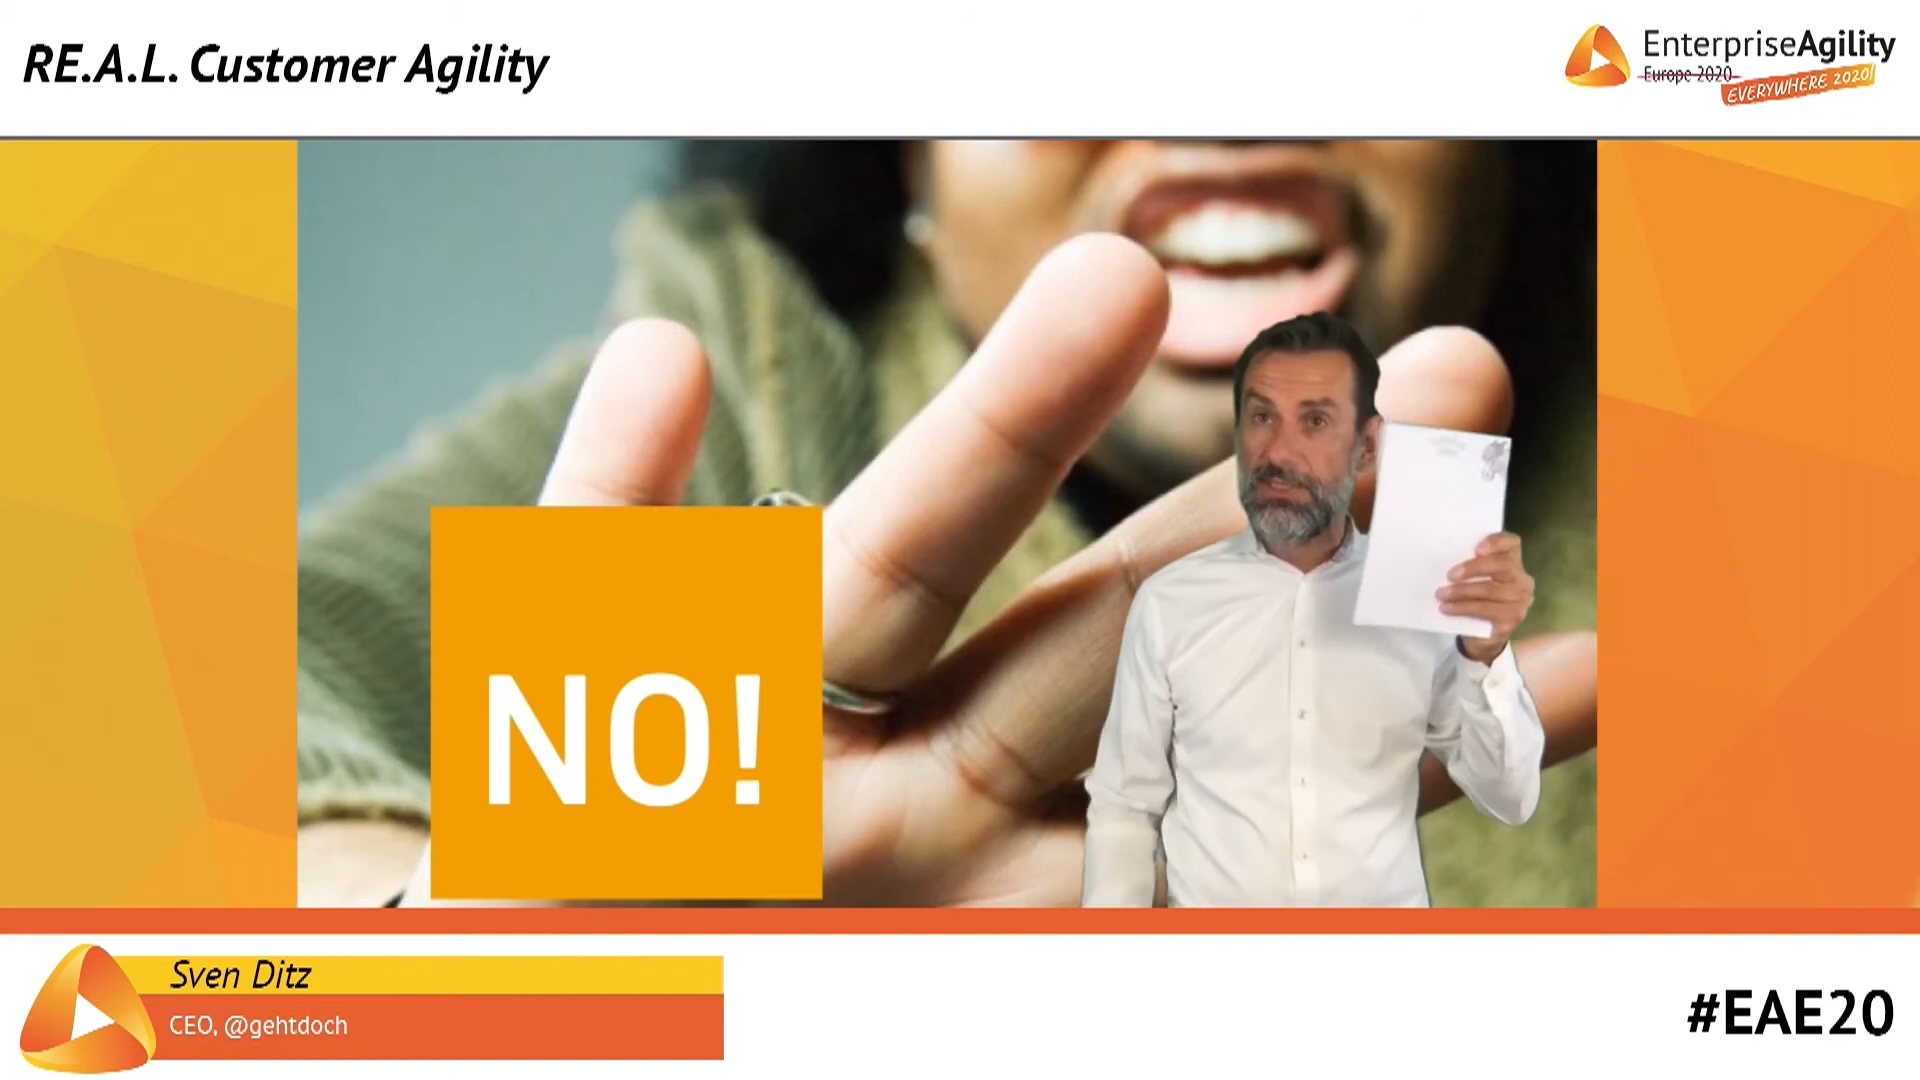 RE.A.L. Customer Agility
EnterpriseAgility
Europe 2020
EVERYWHERE 2020!
NO!
Sven Ditz
CEO, @gehtdoch
#EAE20